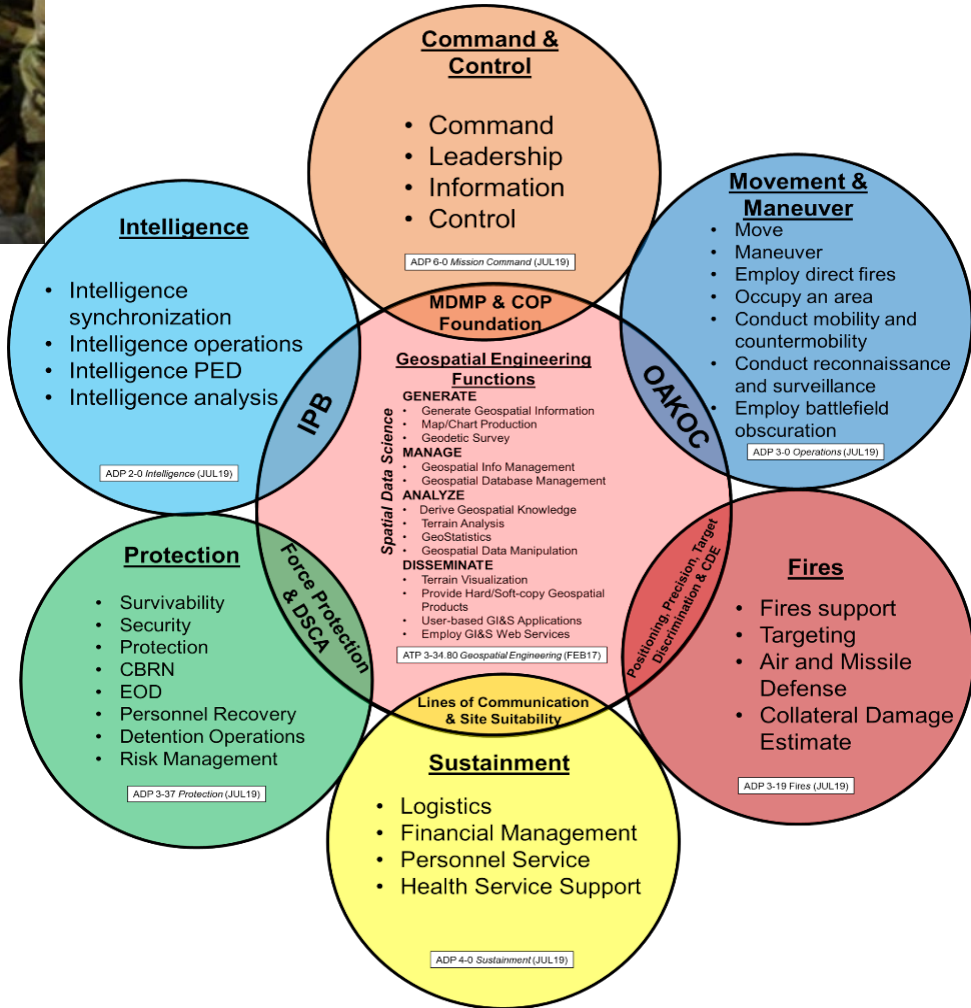 Command &
Control
• Command
• Leadership
• Information
• Control
ADP 6-0 Mission Command (JUL19)
Movement &
Maneuver
• Move
• Maneuver
• Employ direct fires
• Occupy an area
• Conduct mobility and
countermobility
• Conduct reconnaissance
and surveillance
• Employ battlefield
obscuration
ADP 3-0 Operations (JUL19)
Intelligence
• Intelligence
synchronization
• Intelligence operations
• Intelligence PED
• Intelligence analysis
ADP 2-0 Intelligence (JUL19)
MDMP & COP
Foundation
IPB
OAKOC
Spatial Data Science
Geospatial Engineering
Functions
GENERATE
• Generate Geospatial Information
• Map/Chart Production
• Geodetic Survey
MANAGE
• Geospatial Info Management
• Geospatial Database Management
ANALYZE
• Derive Geospatial Knowledge
• Terrain Analysis
• GeoStatistics
• Geospatial Data Manipulation
DISSEMINATE
• Terrain Visualization
• Provide Hard/Soft-copy Geospatial
Products
• User-based GI&S Applications
• Employ GI&S Web Services
ATP 3-34.80 Geospatial Engineering (FEB17)
Force Protection
& DSCA
Positioning, Precision, Target
Discrimination & CDE
Lines of Communication
& Site Suitability
Protection
• Survivability
• Security
• Protection
• CBRN
• EOD
• Personnel Recovery
• Detention Operations
• Risk Management
ADP 3-37 Protection (JUL19)
Fires
• Fires support
• Targeting
• Air and Missile
Defense
• Collateral Damage
Estimate
ADP 3-19 Fires (JUL19)
Sustainment
• Logistics
• Financial Management
• Personnel Service
• Health Service Support
ADP 4-0 Sustainment (JUL19)